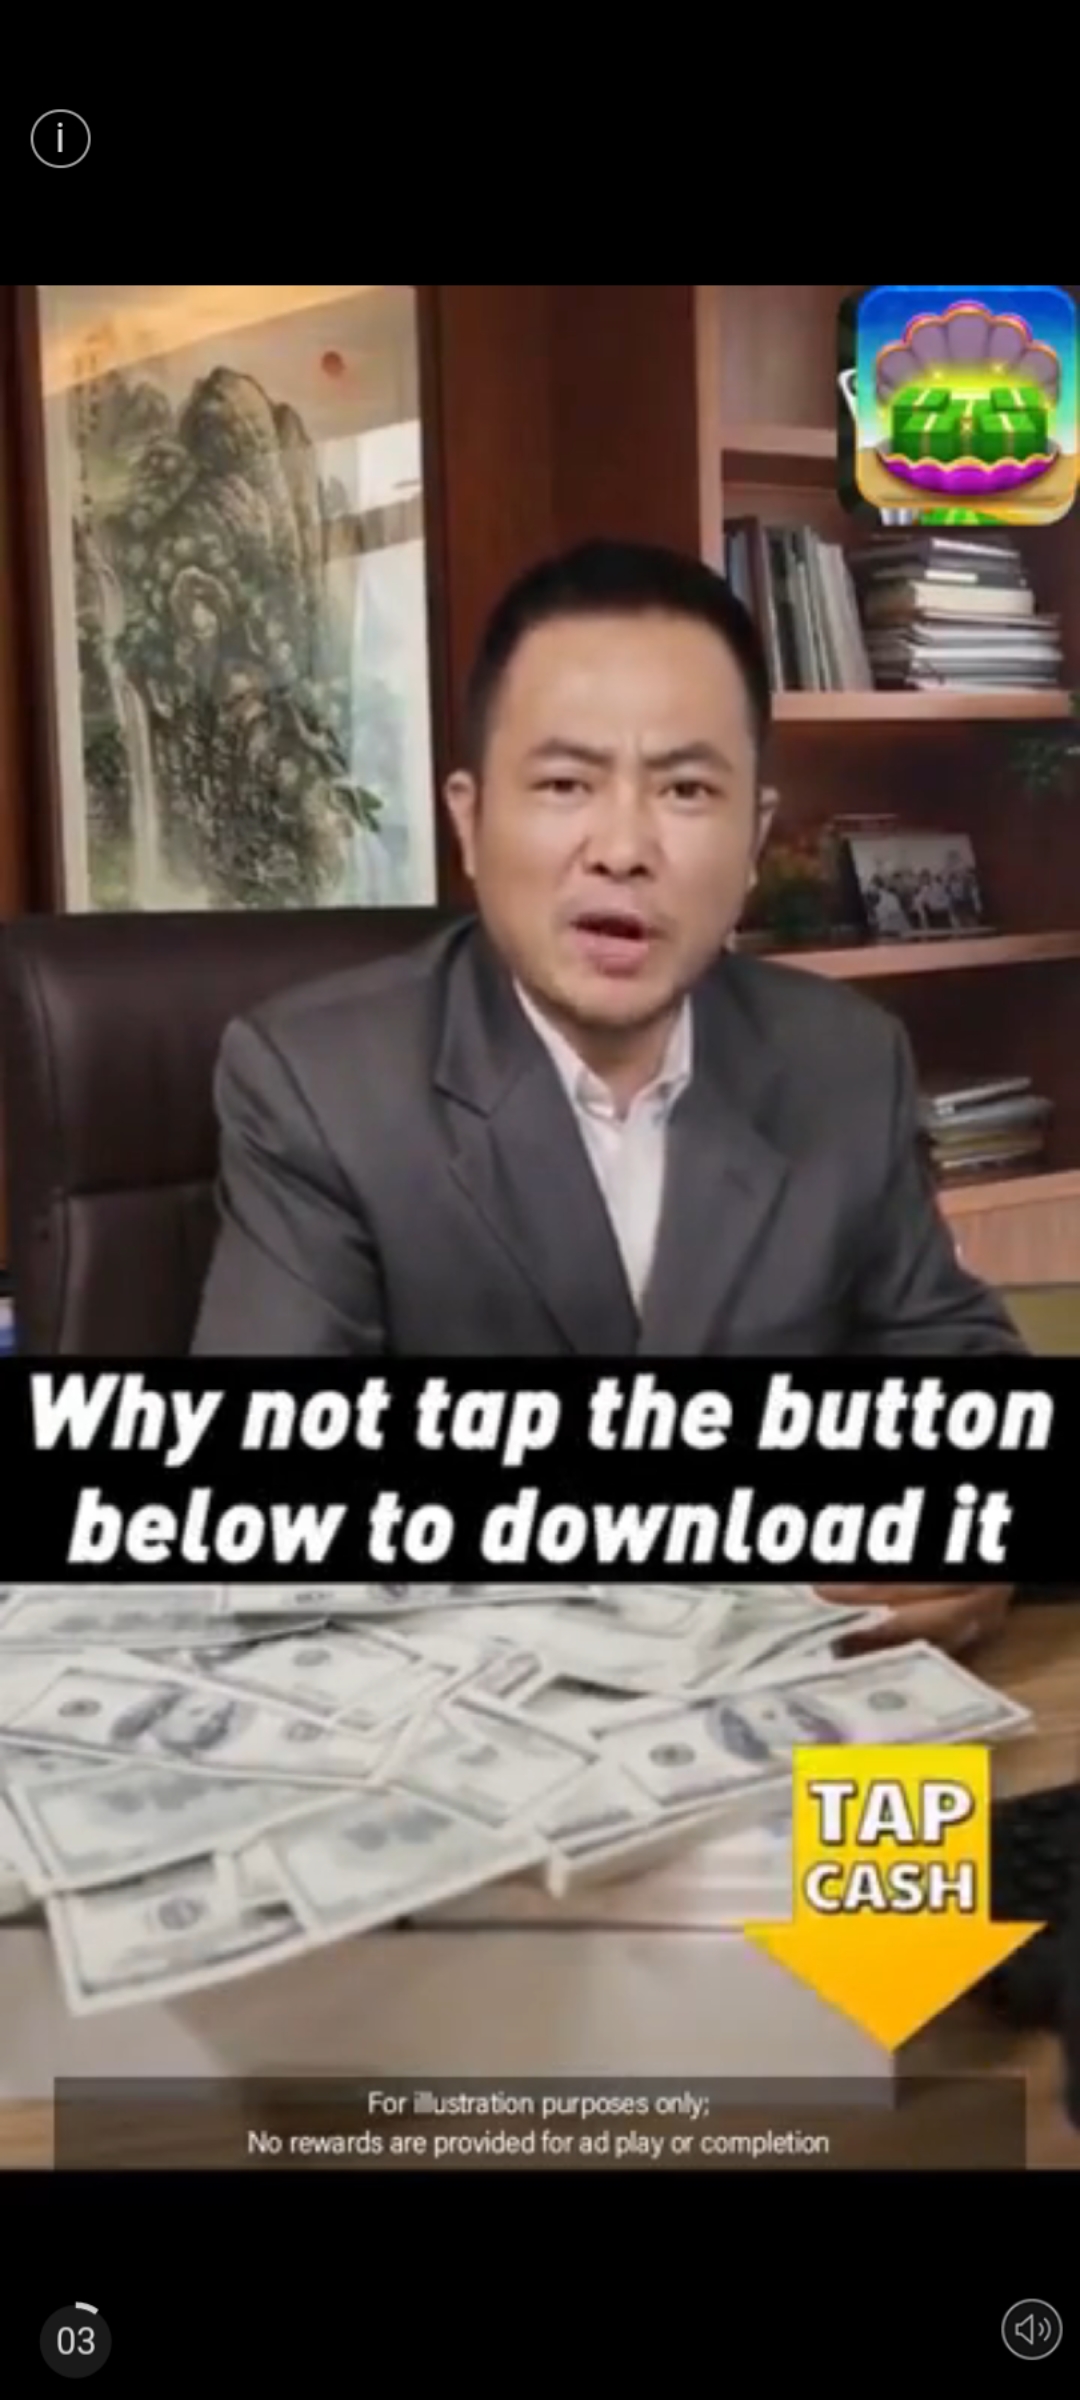 Why not tap the button
below to download it
TAP
CASH
For illustration purposes only;
No rewards are provided for ad play or completion
03